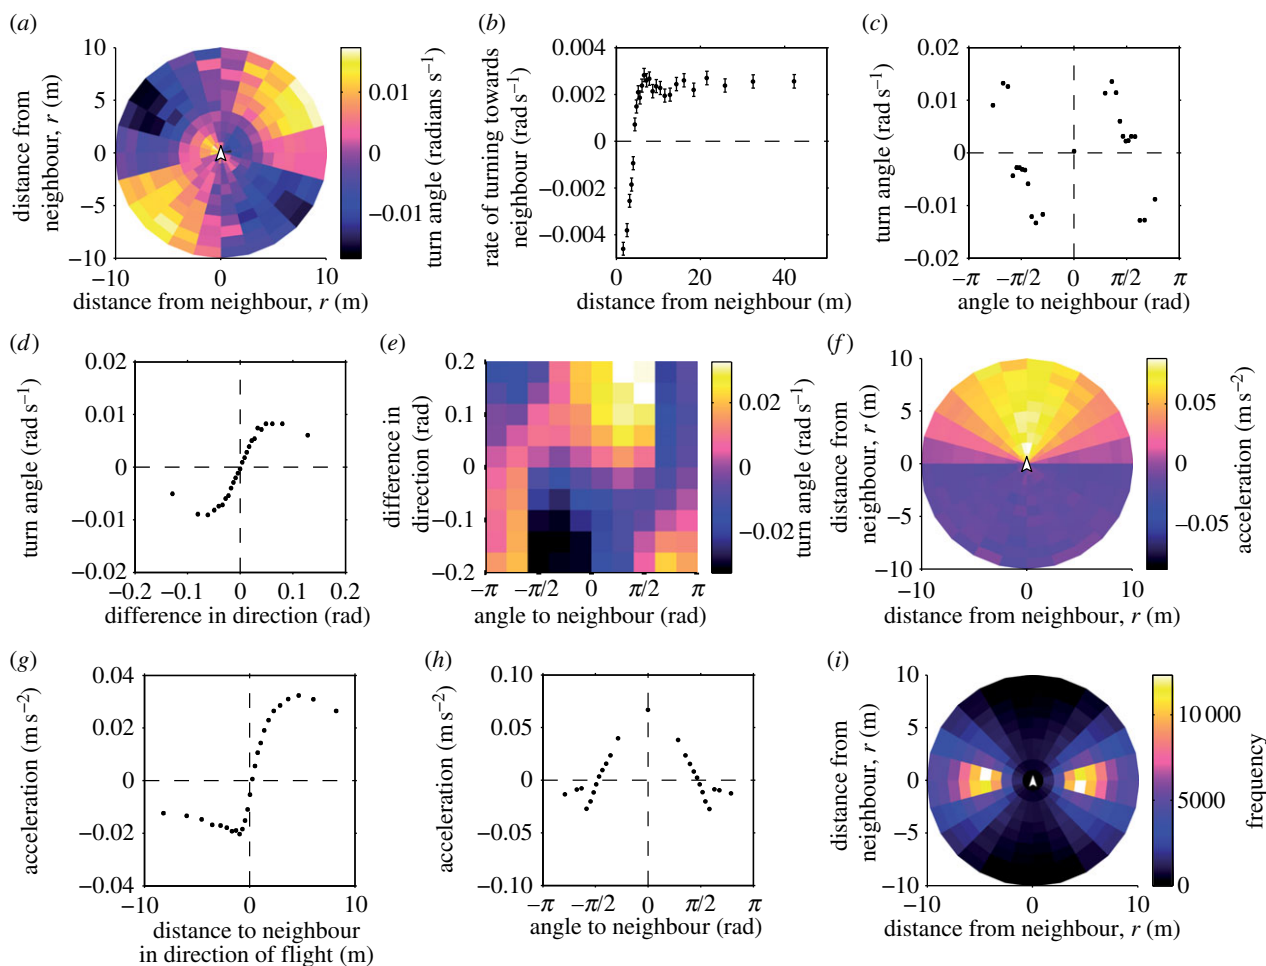 (a)
10
5
0
−5
−10
−10 0 10
distance from
neighbour, r (m)
distance from neighbour, r (m)
0.01
0
−0.01
turn angle (radians s−1)
(b)
0.004
0.002
0
−0.002
−0.004
0 20 40
rate of turning towards
neighbour (rad s−1)
distance from neighbour (m)
(c)
0.02
0.01
0
−0.01
−0.02
−π −π/2 0 π/2 π
turn angle (rad s−1)
angle to neighbour (rad)
(d)
0.02
0.01
0
−0.01
−0.02
−0.2 −0.1 0 0.1 0.2
turn angle (rad s−1)
difference in direction (rad)
(e)
0.2
0.1
0
−0.1
−0.2
−π −π/2 0 π/2 π
difference in
direction (rad)
angle to neighbour (rad)
0.02
0
−0.02
turn angle (rad s−1)
(f)
10
5
0
−5
−10
−10 0 10
distance from
neighbour, r (m)
distance from neighbour, r (m)
0.05
0
−0.05
acceleration (m s−2)
(g)
0.04
0.02
0
−0.02
−0.04
−10 0 10
acceleration (m s−2)
distance to neighbour
in direction of flight (m)
(h)
0.10
0.05
0
−0.05
−0.10
−π −π/2 0 π/2 π
acceleration (m s−2)
angle to neighbour (rad)
(i)
10
5
0
−5
−10
−10 0 10
distance from
neighbour, r (m)
distance from neighbour, r (m)
10 000
5000
0
frequency